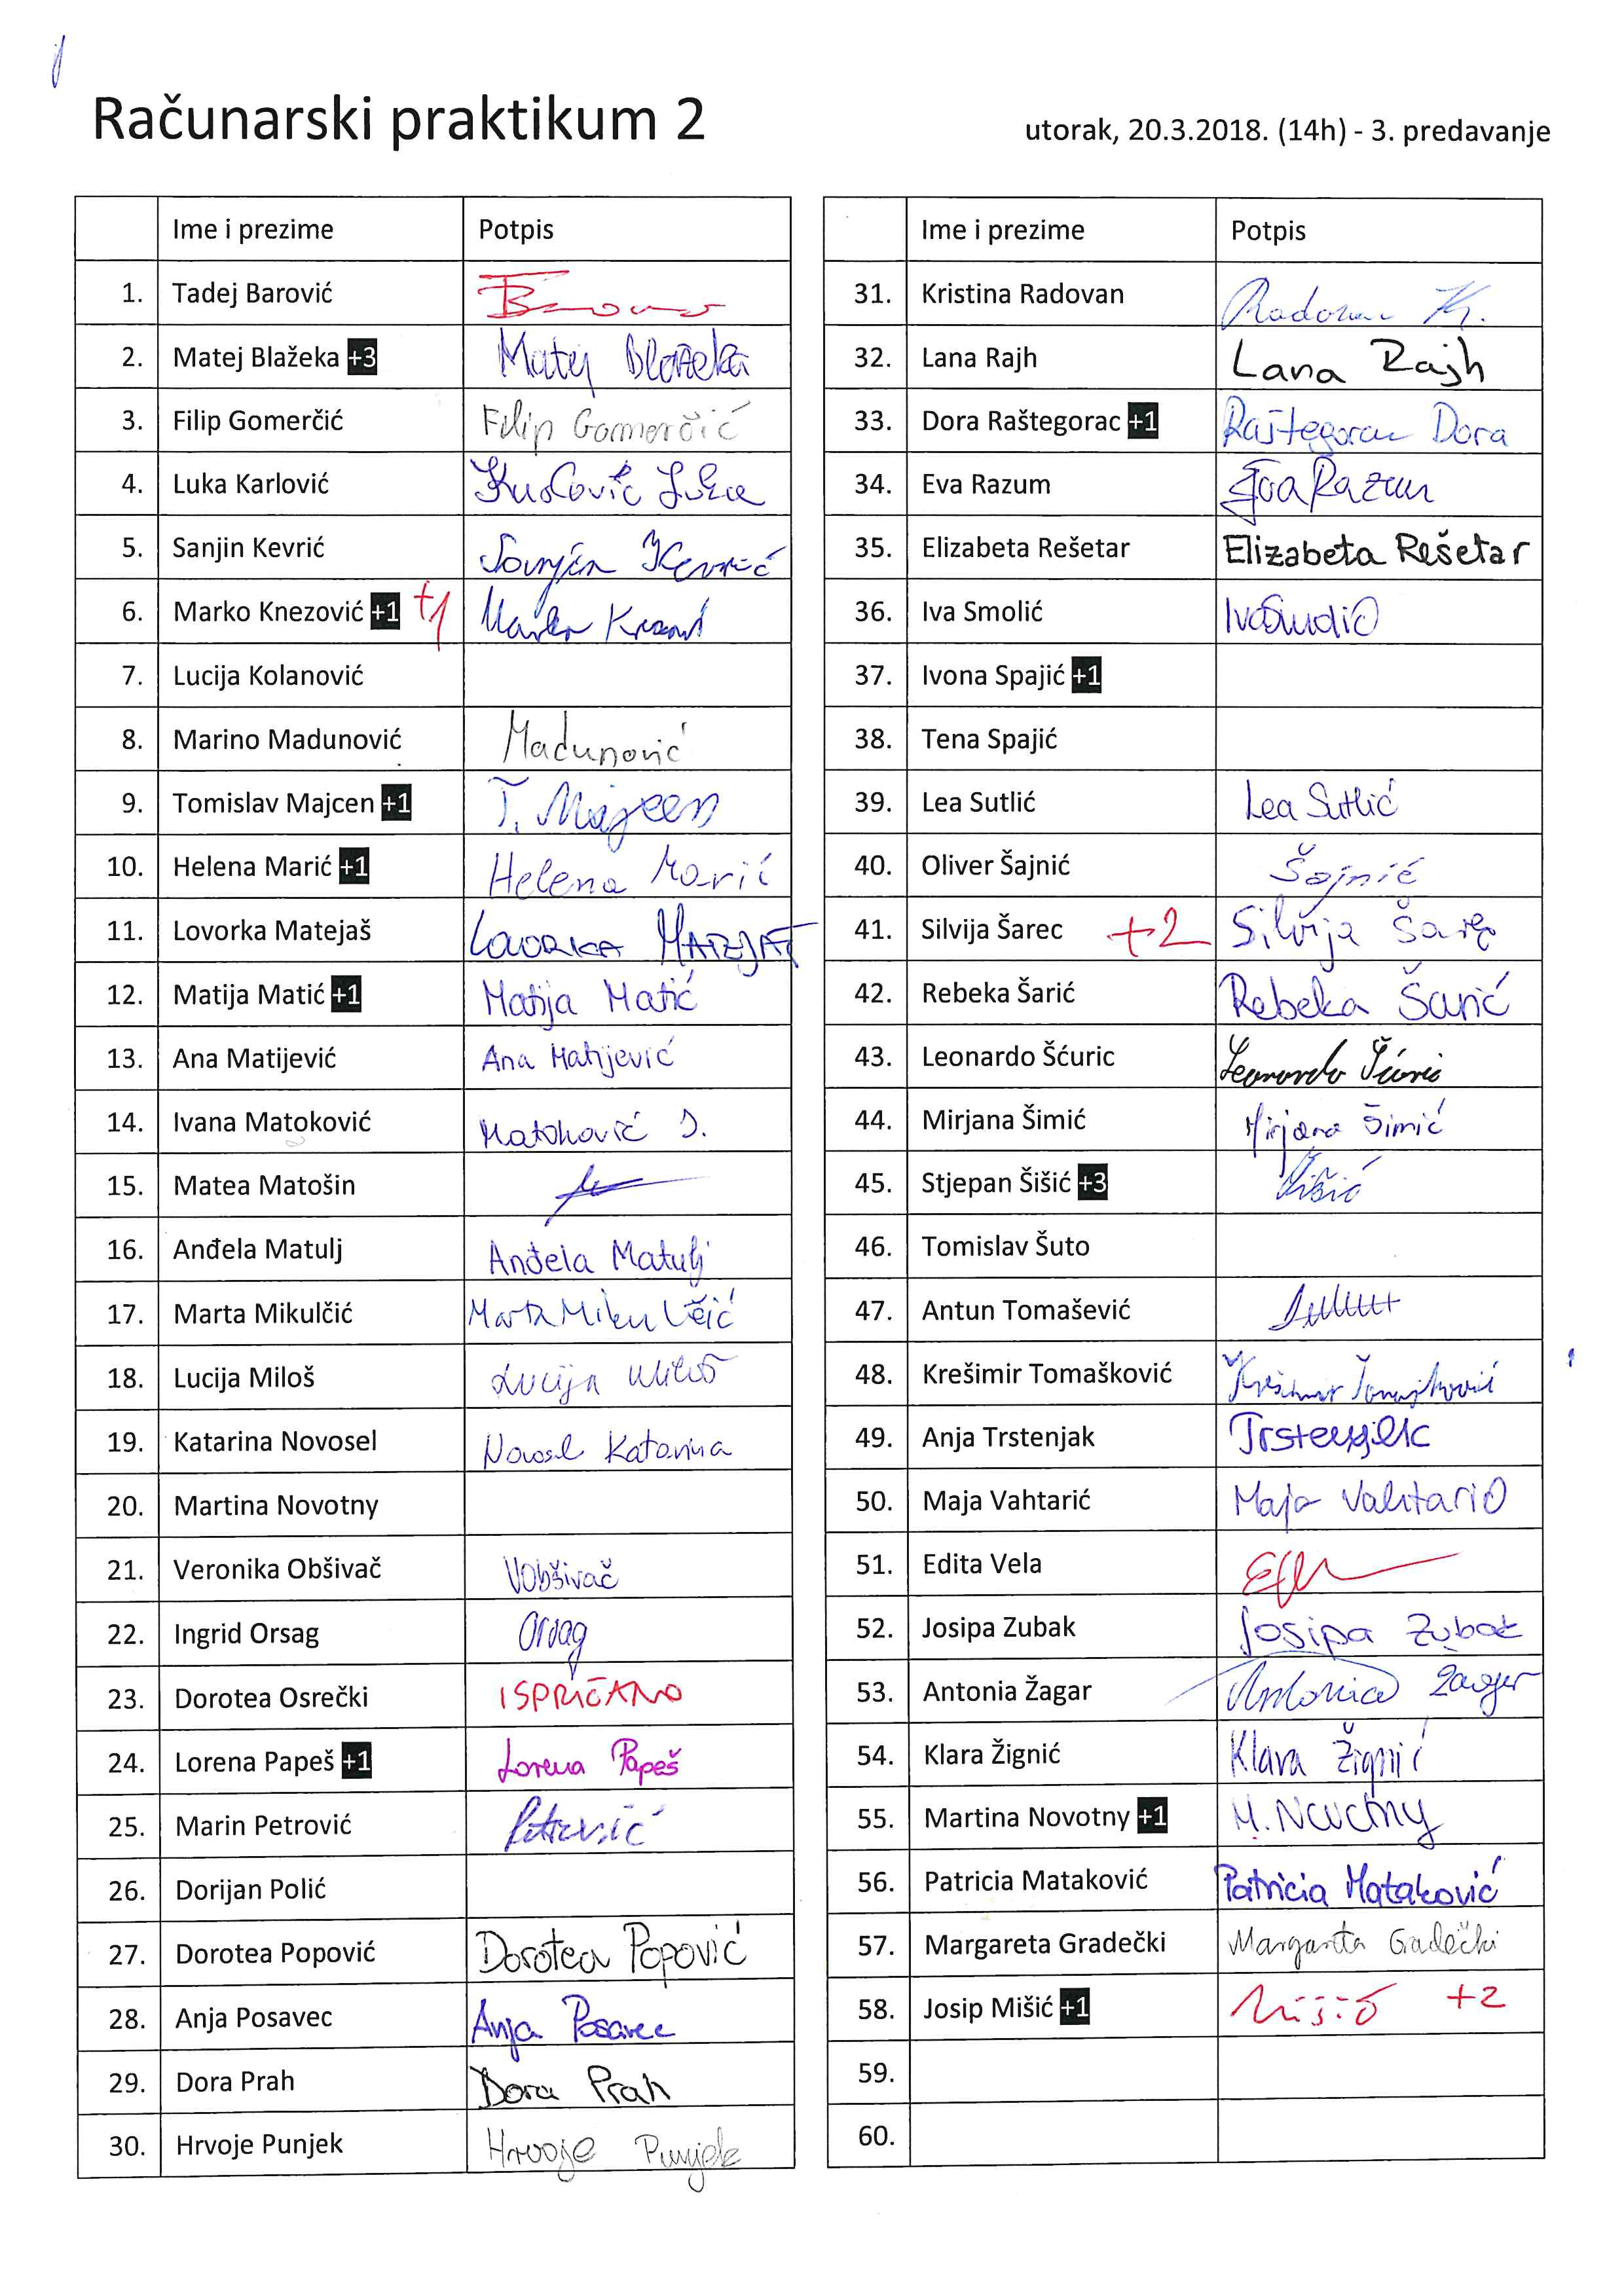 Računarski praktikum 2
utorak, 20.3.2018. (14h) - 3. predavanje
Ime i prezime Potpis
1. Tadej Barović
2. Matej Blažeka +3 Matej Blažeka
3. Filip Gomerčić Filip Gomerčić
4. Luka Karlović Karlović Luka
5. Sanjin Kevrić Sanjin Kevrić
6. Marko Knezović +1 +1 Marko
7. Lucija Kolanović
8. Marino Madunović Madunović
9. Tomislav Majcen +1 T. Majcen
10. Helena Marić +1 Helena Marić
11. Lovorka Matejaš LOVORKA MATEJAŠ
12. Matija Matić +1 Matija Matić
13. Ana Matijević Ana Matijević
14. Ivana Matoković Matoković I.
15. Matea Matošin
16. Anđela Matulj Anđela Matulj
17. Marta Mikulčić Marta Mikulčić
18. Lucija Miloš Lucija Miloš
19. Katarina Novosel Novosel Katarina
20. Martina Novotny
21. Veronika Obšivač VObšivač
22. Ingrid Orsag Orsag
23. Dorotea Osrečki ISPRIČANO
24. Lorena Papeš +1 Lorena Papeš
25. Marin Petrović Petrović
26. Dorijan Polić
27. Dorotea Popović Dorotea Popović
28. Anja Posavec Anja Posavec
29. Dora Prah Dora Prah
30. Hrvoje Punjek Hrvoje Punjek
Ime i prezime Potpis
31. Kristina Radovan Radovan K.
32. Lana Rajh Lana Rajh
33. Dora Raštegorac +1 Raštegorac Dora
34. Eva Razum Eva Razum
35. Elizabeta Rešetar Elizabeta Rešetar
36. Iva Smolić Iva Smolić
37. Ivona Spajić +1
38. Tena Spajić
39. Lea Sutlić Lea Sutlić
40. Oliver Šajnić Šajnić
41. Silvija Šarec +2 Silvija Šarec
42. Rebeka Šarić Rebeka Šarić
43. Leonardo Šćuric Leonardo Šćuric
44. Mirjana Šimić Mirjana Šimić
45. Stjepan Šišić +3 Šišić
46. Tomislav Šuto
47. Antun Tomašević
48. Krešimir Tomašković Krešimir Tomašković
49. Anja Trstenjak Trstenjak
50. Maja Vahtarić Maja Vahtarić
51. Edita Vela
52. Josipa Zubak Josipa Zubak
53. Antonia Žagar Antonia Žagar
54. Klara Žignić Klara Žignić
55. Martina Novotny +1 M. Novotny
56. Patricia Mataković Patricia Mataković
57. Margareta Gradečki Margareta Gradečki
58. Josip Mišić +1 Mišić +2
59.
60.